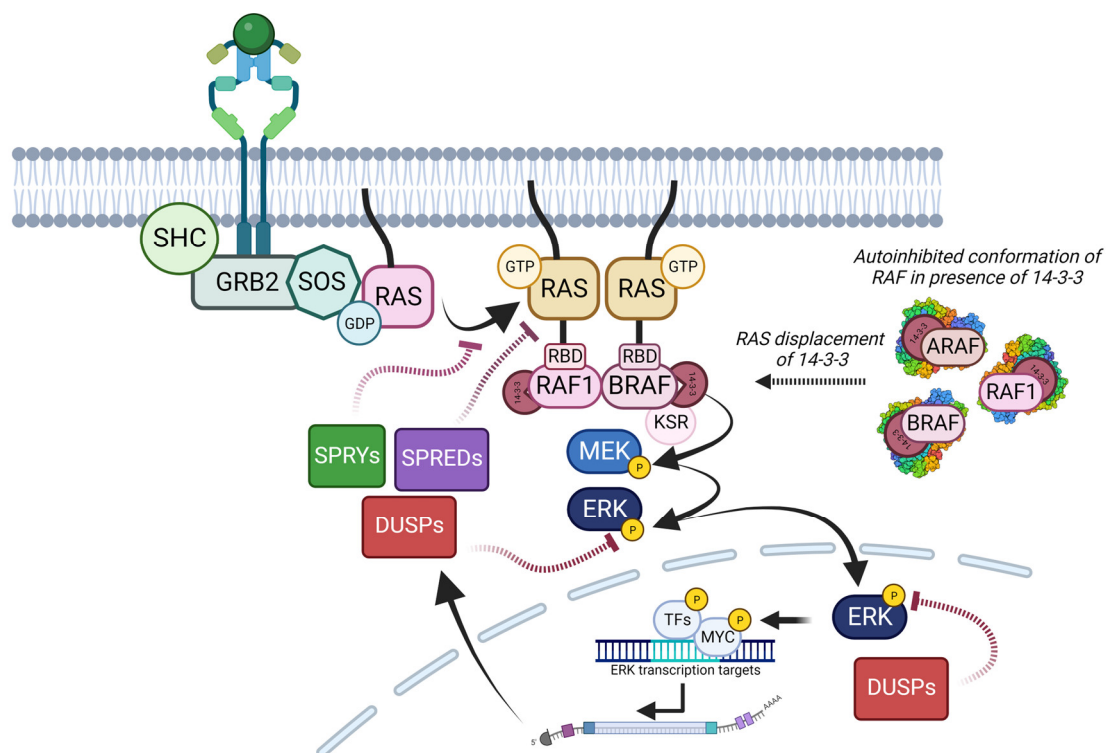 SHC
GRB2
SOS
RAS
GDP
GTP
RAS
RAS
GTP
RBD
RBD
14-3-3
RAF1
BRAF
14-3-3
KSR
Autoinhibited conformation of
RAF in presence of 14-3-3
RAS displacement
of 14-3-3
14-3-3
ARAF
RAF1
14-3-3
BRAF
14-3-3
MEK
P
ERK
P
SPRYs
SPREDs
DUSPs
P
ERK
P
TFs
P
MYC
ERK transcription targets
DUSPs
5'
AAAA